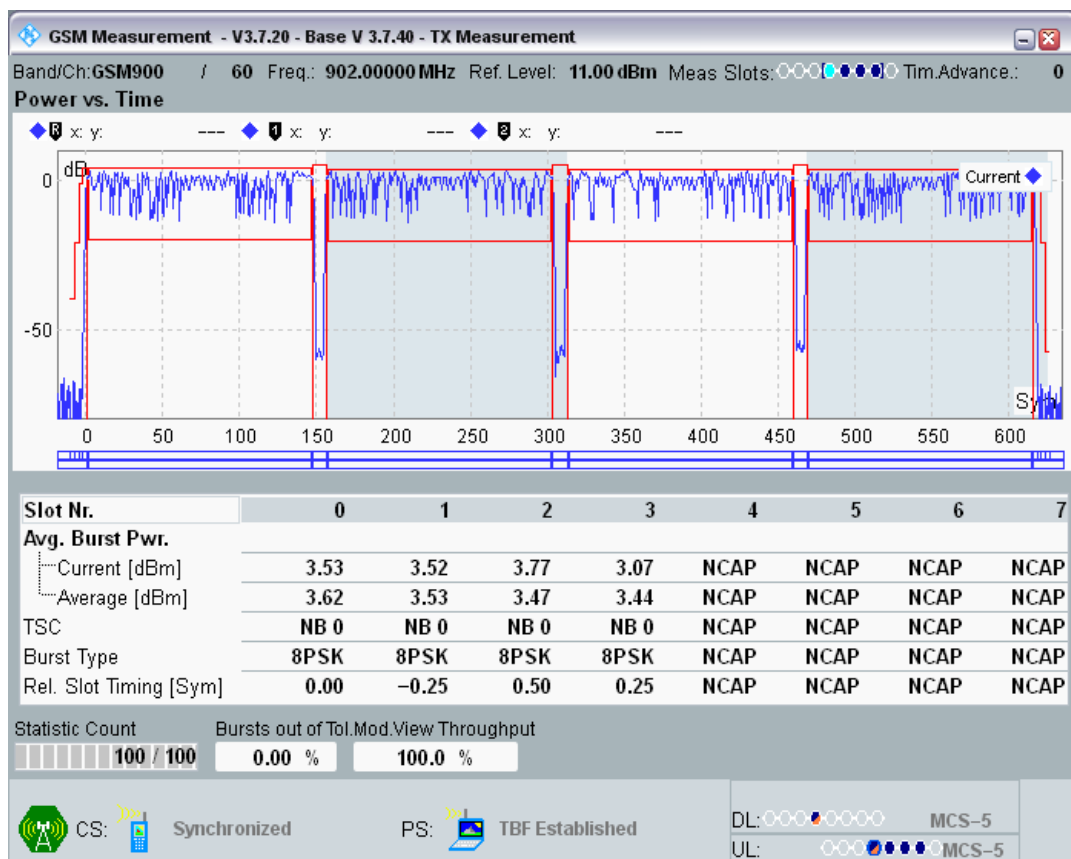 GSM Measurement - V3.7.20 - Base V 3.7.40 - TX Measurement
Band/Ch:GSM900 / 60 Freq.: 902.00000 MHz Ref. Level: 11.00 dBm Meas Slots: Tim.Advance.: 0
Power vs. Time
R x: y: --- 1 x: y: --- 2 x: y: ---
dB
Current
0
-50
Sym
0 50 100 150 200 250 300 350 400 450 500 550 600
Slot Nr. 0 1 2 3 4 5 6 7
Avg. Burst Pwr.
Current [dBm] 3.53 3.52 3.77 3.07 NCAP NCAP NCAP NCAP
Average [dBm] 3.62 3.53 3.47 3.44 NCAP NCAP NCAP NCAP
TSC NB 0 NB 0 NB 0 NB 0 NCAP NCAP NCAP NCAP
Burst Type 8PSK 8PSK 8PSK 8PSK NCAP NCAP NCAP NCAP
Rel. Slot Timing [Sym] 0.00 −0.25 0.50 0.25 NCAP NCAP NCAP NCAP
Statistic Count Bursts out of Tol. Mod.View Throughput
100 / 100 0.00 % 100.0 %
CS: Synchronized PS: TBF Established DL: MCS−5
UL: MCS−5